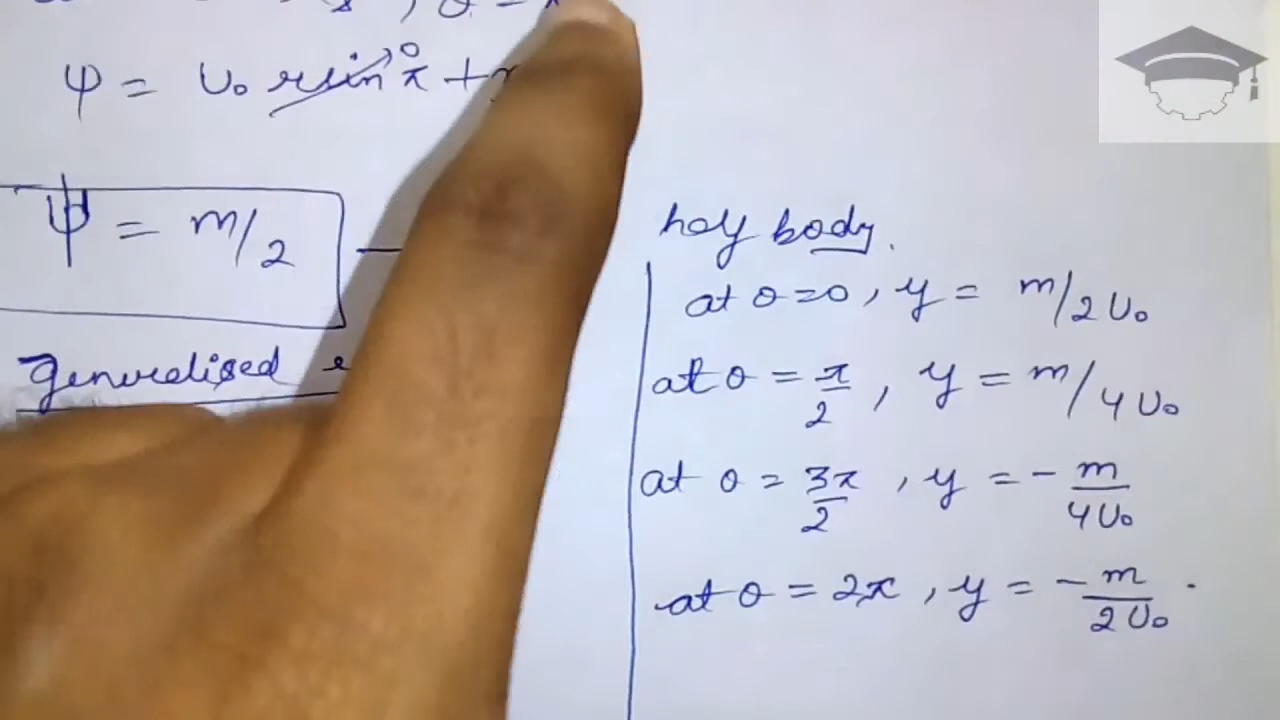 ψ = U₀ r sin π⁰ +
ψ = m/2
generalised
half body.
at θ=0, y = m/2U₀
at θ = π/2, y = m/4U₀
at θ = 3π/2, y = - m/4U₀
at θ = 2π, y = - m/2U₀.